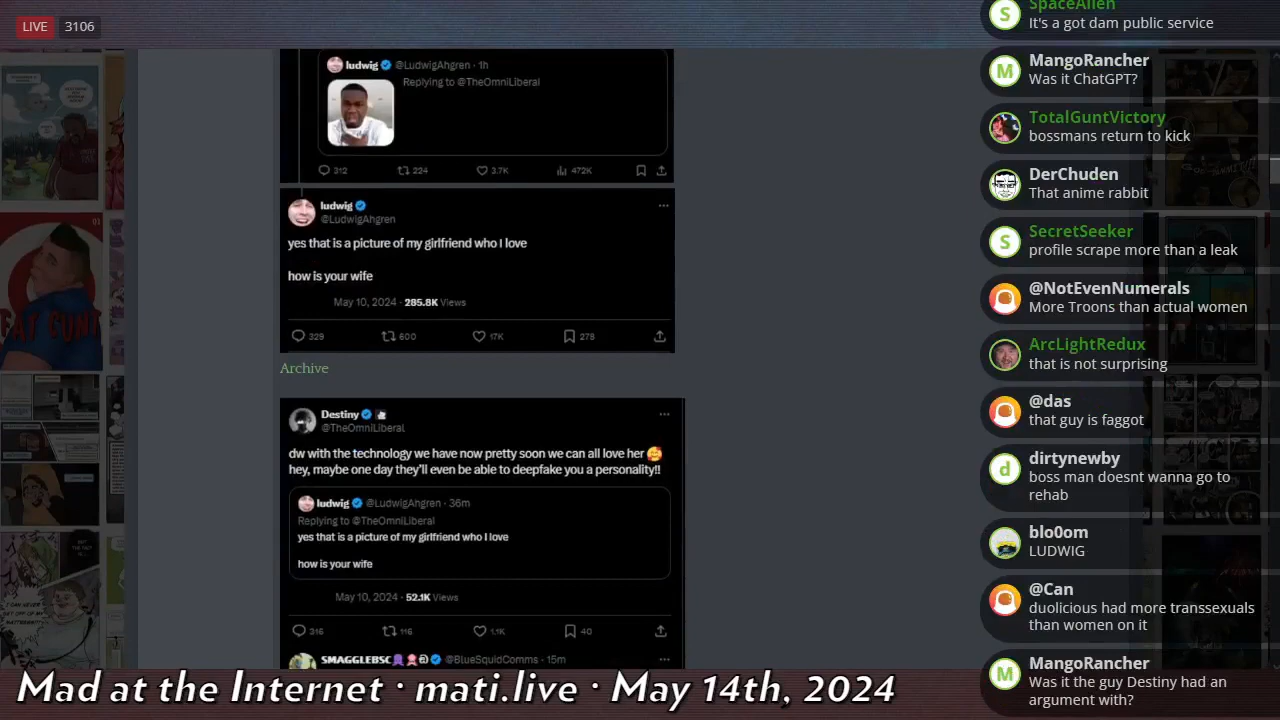 LIVE 3106
ludwig @LudwigAhgren · 1h
Replying to @TheOmniLiberal
312 224 3.7K 472K
ludwig
@LudwigAhgren
yes that is a picture of my girlfriend who I love
how is your wife
May 10, 2024 · 285.8K Views
329 600 17K 278
Archive
Destiny
@TheOmniLiberal
dw with the technology we have now pretty soon we can all love her 🥰
hey, maybe one day they'll even be able to deepfake you a personality!!
ludwig @LudwigAhgren · 36m
Replying to @TheOmniLiberal
yes that is a picture of my girlfriend who I love
how is your wife
May 10, 2024 · 52.1K Views
316 116 1.1K 40
SMAGGLEBSC @BlueSquidComms · 15m
SpaceAlien
It's a got dam public service
MangoRancher
Was it ChatGPT?
TotalGuntVictory
bossmans return to kick
DerChuden
That anime rabbit
SecretSeeker
profile scrape more than a leak
@NotEvenNumerals
More Troons than actual women
ArcLightRedux
that is not surprising
@das
that guy is faggot
dirtynewby
boss man doesnt wanna go to
rehab
blo0om
LUDWIG
@Can
duolicious had more transsexuals
than women on it
MangoRancher
Was it the guy Destiny had an
argument with?
Mad at the Internet · mati.live · May 14th, 2024